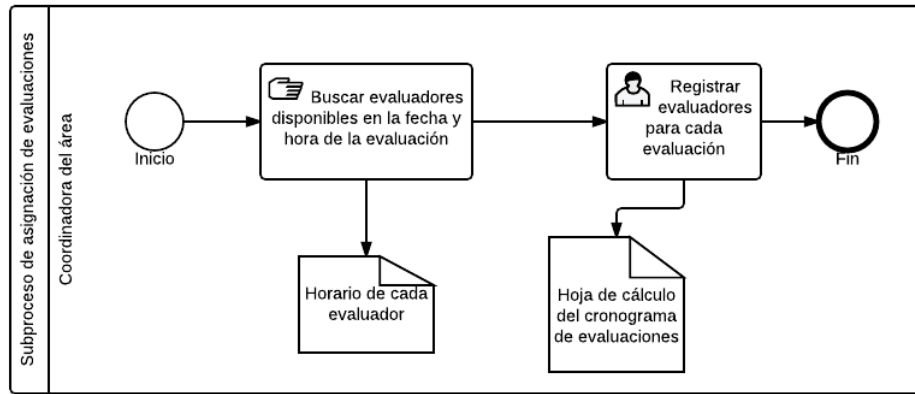 Subproceso de asignación de evaluaciones
Coordinadora del área
Inicio
Buscar evaluadores
disponibles en la fecha y
hora de la evaluación
Registrar
evaluadores
para cada
evaluación
Fin
Horario de cada
evaluador
Hoja de cálculo
del cronograma
de evaluaciones